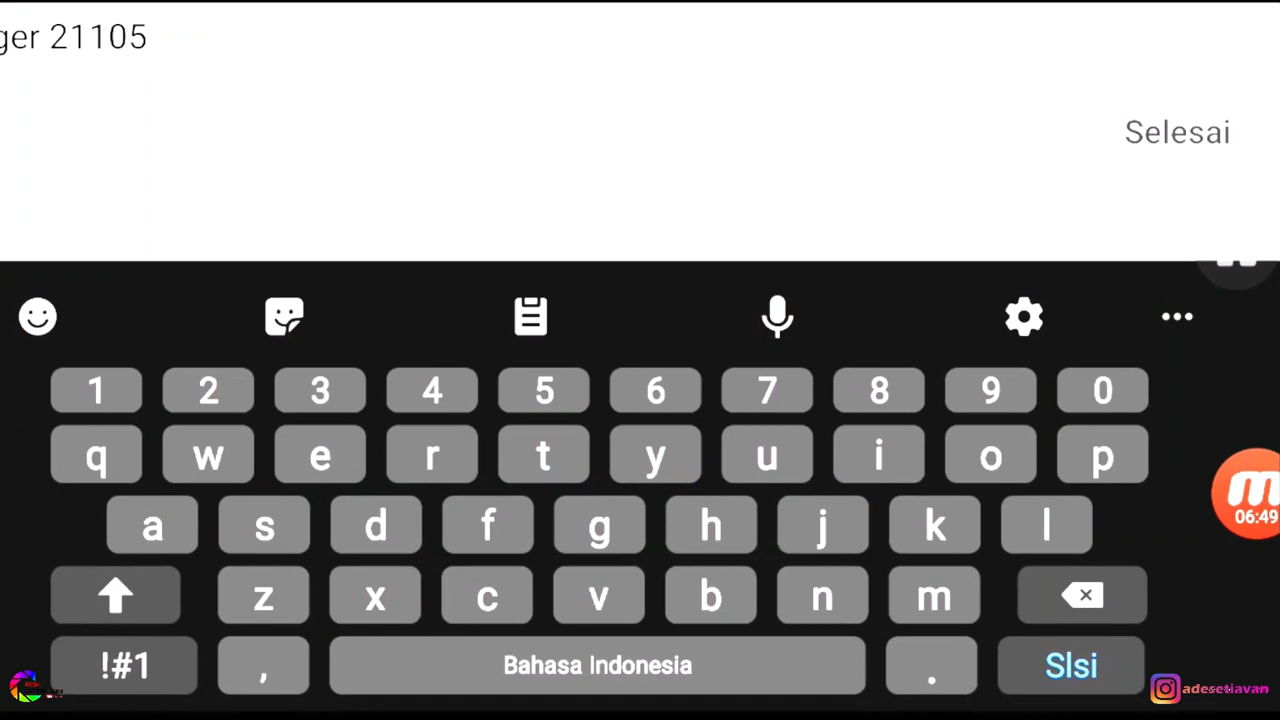 ger 21105
Selesai
1 2 3 4 5 6 7 8 9 0
q w e r t y u i o p
a s d f g h j k l
z x c v b n m
!#1 , Bahasa Indonesia . Slsi
06:49
adesetiavan